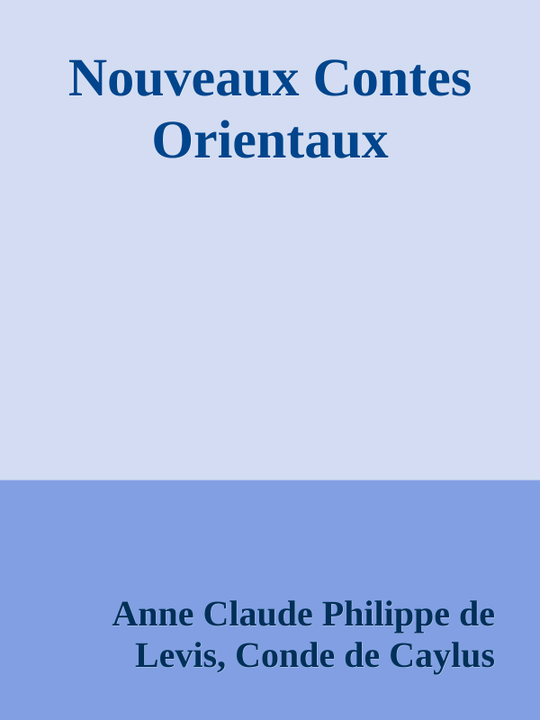 Nouveaux Contes
Orientaux
Anne Claude Philippe de
Levis, Conde de Caylus